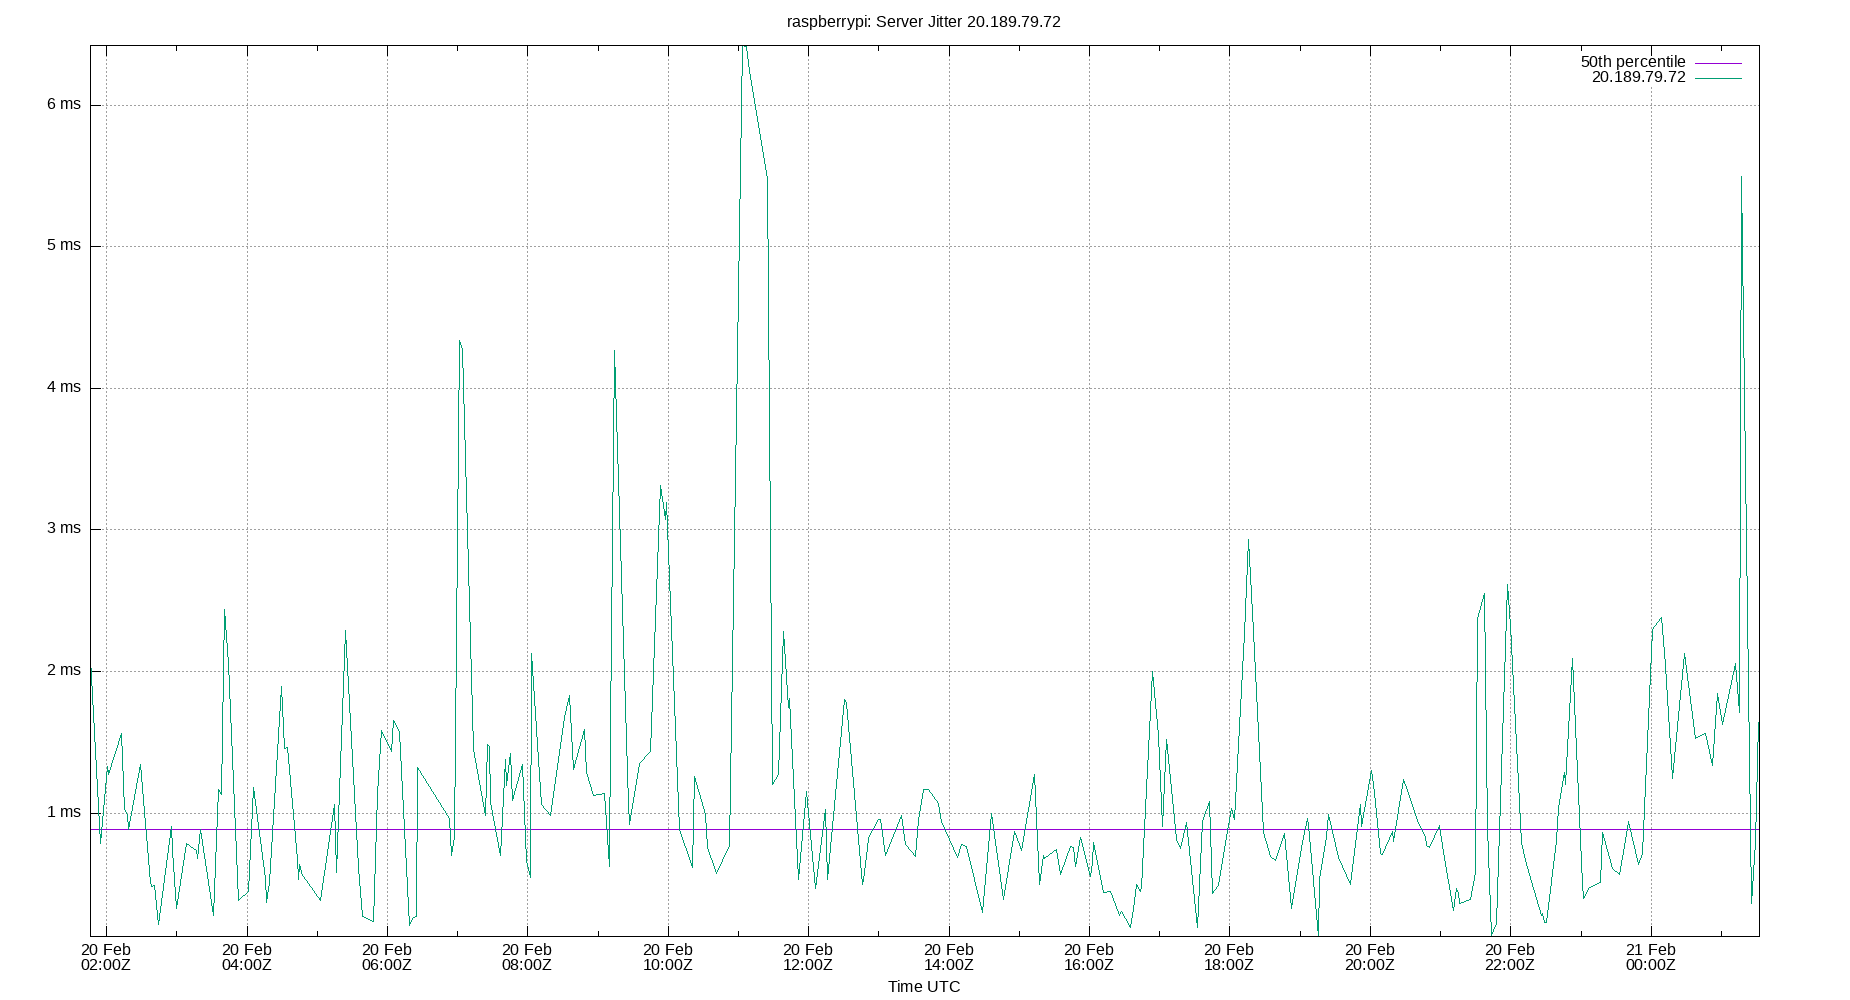 raspberrypi: Server Jitter 20.189.79.72
50th percentile
20.189.79.72
6 ms
5 ms
4 ms
3 ms
2 ms
1 ms
20 Feb 20 Feb 20 Feb 20 Feb 20 Feb 20 Feb 20 Feb 20 Feb 20 Feb 20 Feb 20 Feb 21 Feb
02:00Z 04:00Z 06:00Z 08:00Z 10:00Z 12:00Z 14:00Z 16:00Z 18:00Z 20:00Z 22:00Z 00:00Z
Time UTC